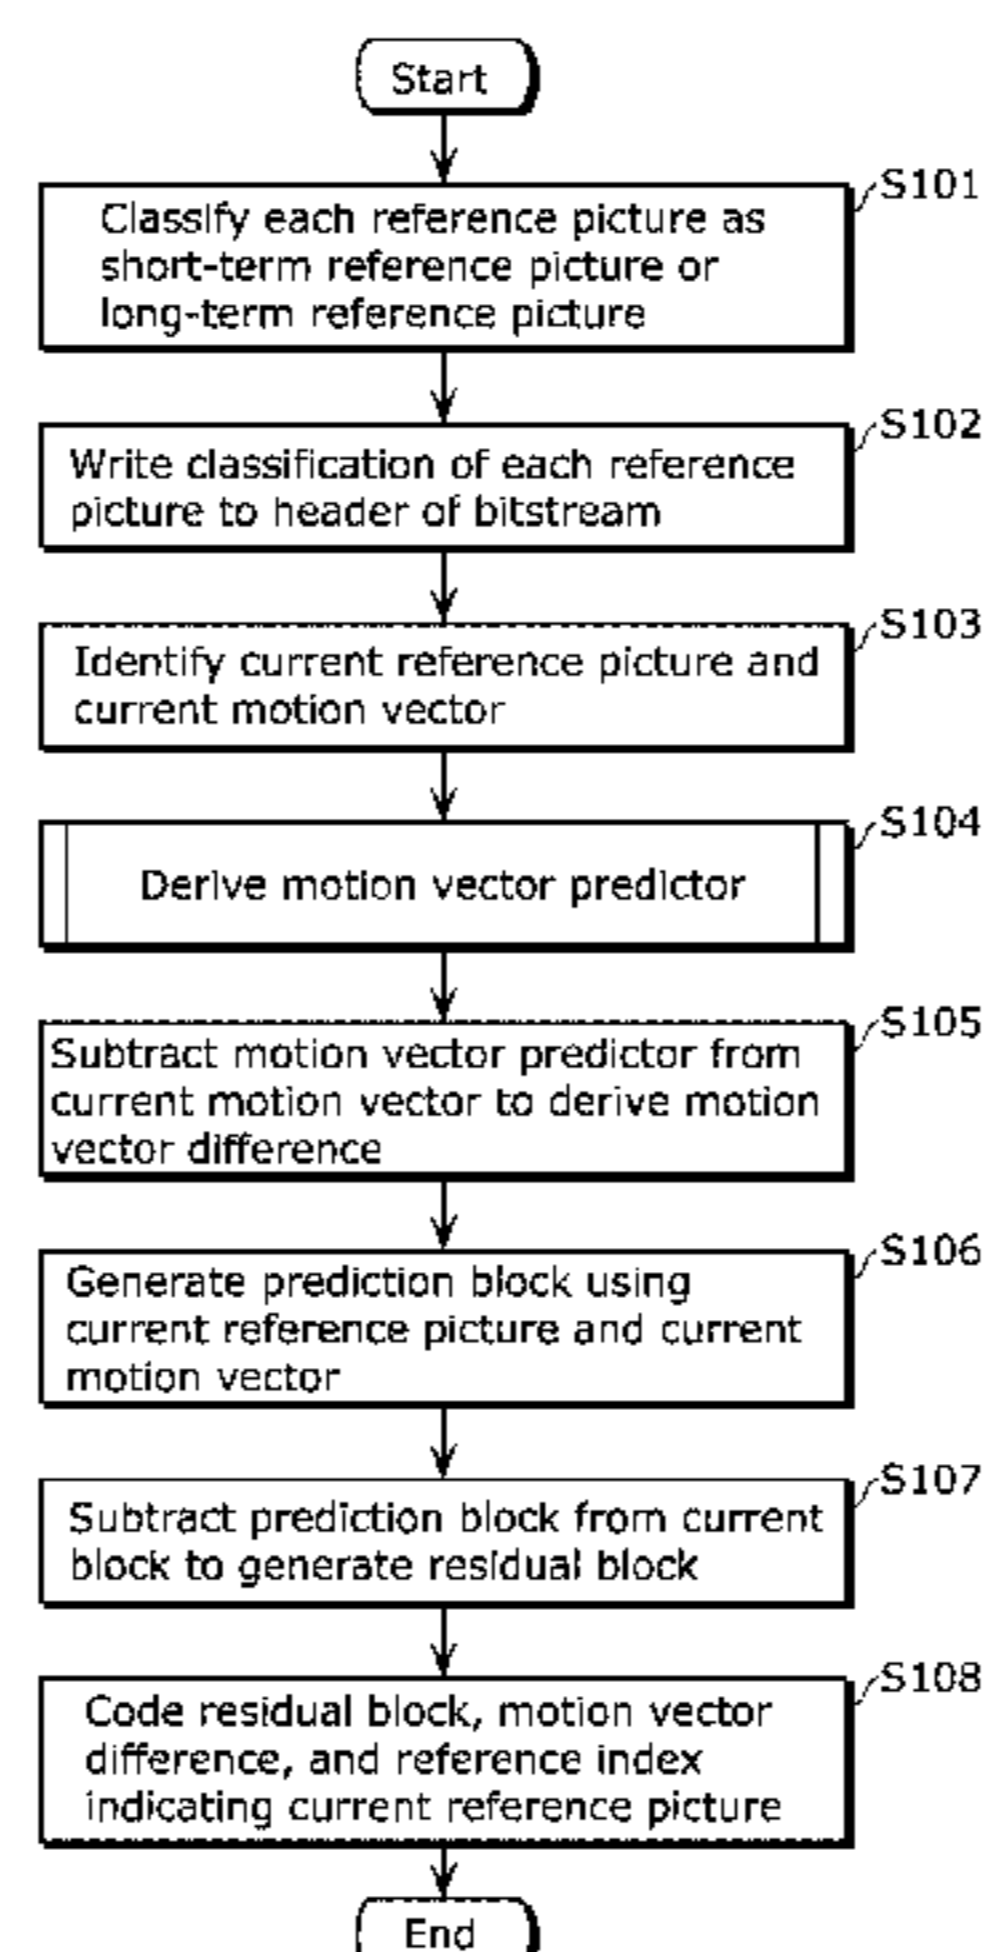 Start
S101
Classify each reference picture as
short-term reference picture or
long-term reference picture
S102
Write classification of each reference
picture to header of bitstream
S103
Identify current reference picture and
current motion vector
S104
Derive motion vector predictor
S105
Subtract motion vector predictor from
current motion vector to derive motion
vector difference
S106
Generate prediction block using
current reference picture and current
motion vector
S107
Subtract prediction block from current
block to generate residual block
S108
Code residual block, motion vector
difference, and reference index
indicating current reference picture
End